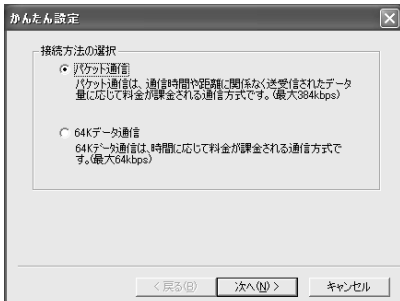 かんたん設定
接続方法の選択
パケット通信
パケット通信は、通信時間や距離に関係なく送受信されたデータ
量に応じて料金が課金される通信方式です。(最大384kbps)
64Kデータ通信
64Kデータ通信は、時間に応じて料金が課金される通信方式で
す。(最大64kbps)
< 戻る(B)
次へ(N) >
キャンセル